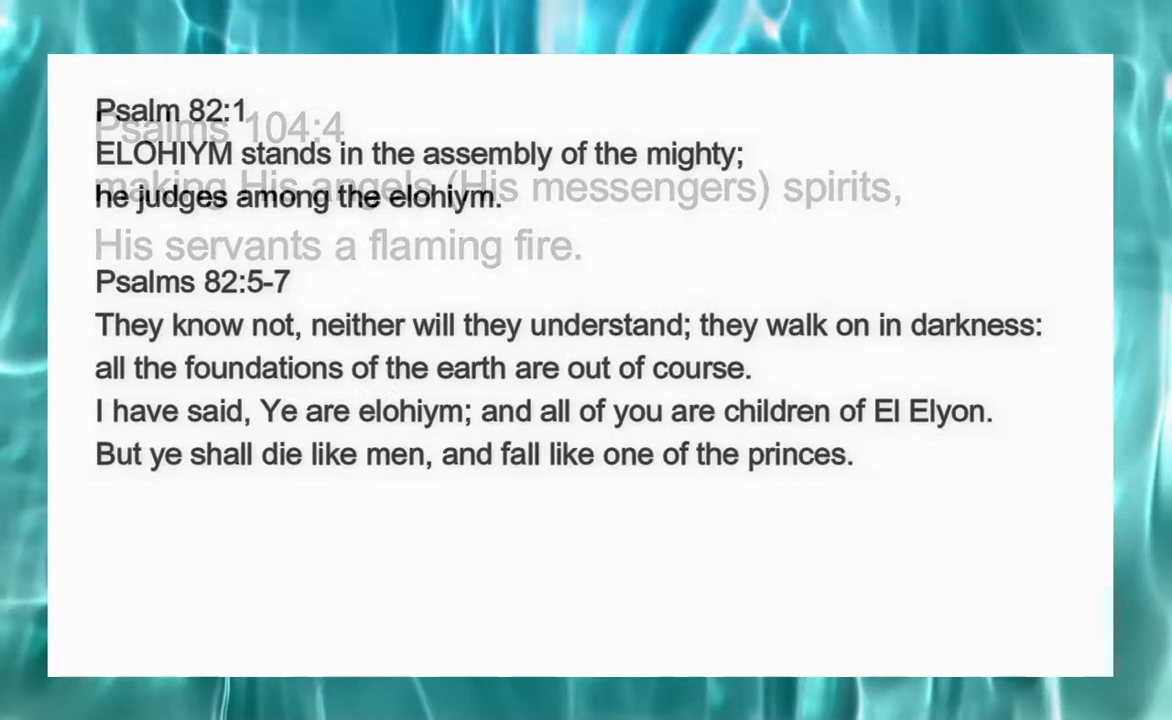 Psalm 82:1
Psalms 104:4
ELOHIYM stands in the assembly of the mighty;
making His angels (His messengers) spirits,
he judges among the elohiym.
His servants a flaming fire.
Psalms 82:5-7
They know not, neither will they understand; they walk on in darkness:
all the foundations of the earth are out of course.
I have said, Ye are elohiym; and all of you are children of El Elyon.
But ye shall die like men, and fall like one of the princes.